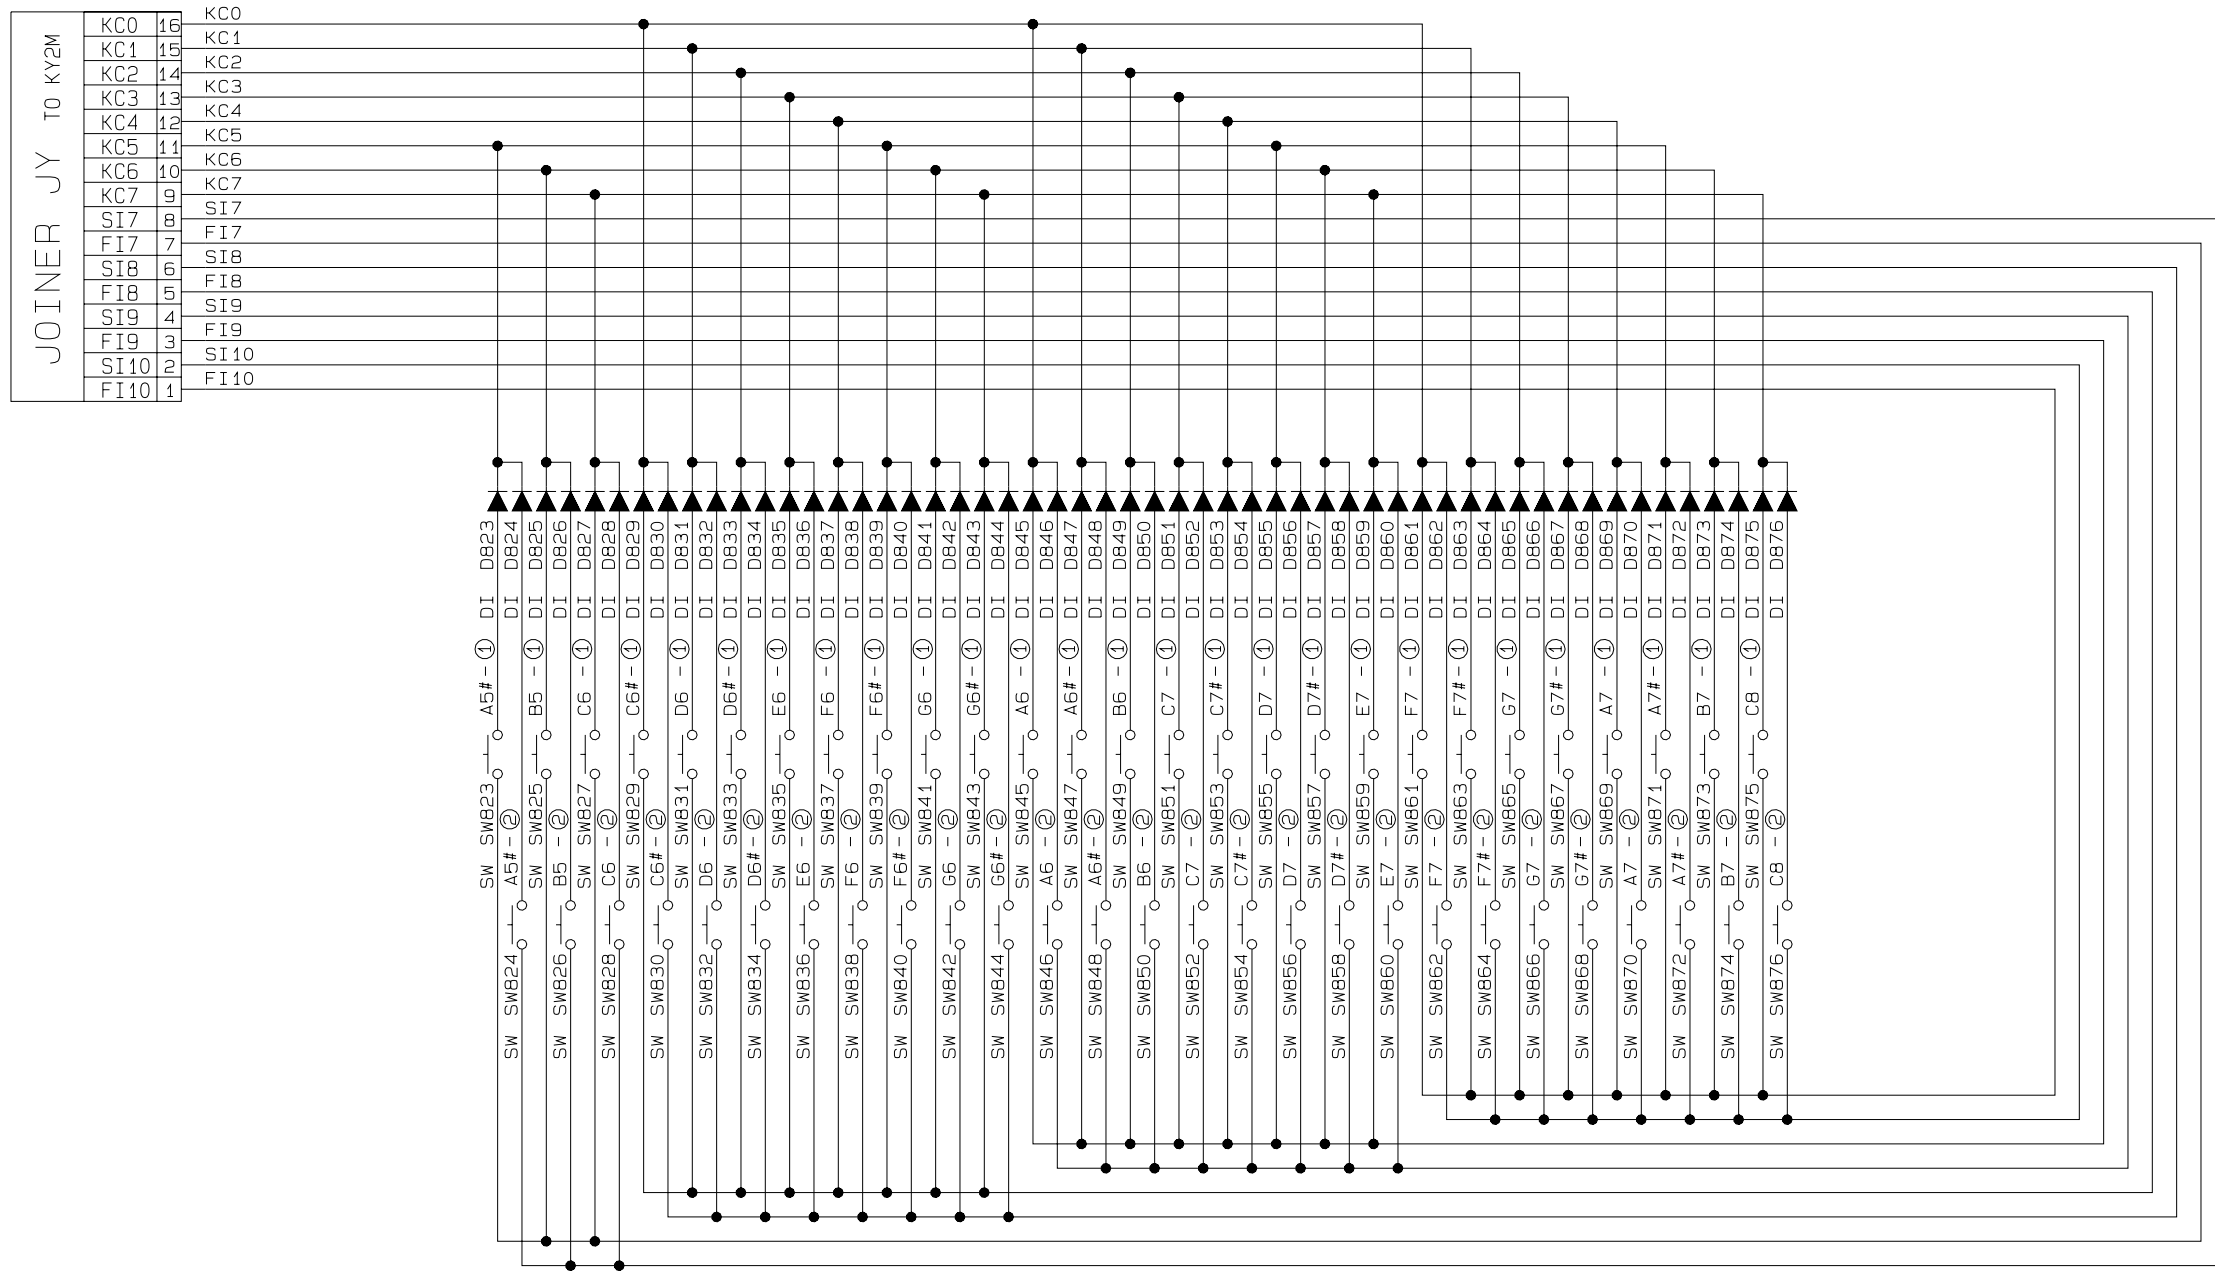 JOINER JY TO KY2M
KC0 16 KC0
KC1 15 KC1
KC2 14 KC2
KC3 13 KC3
KC4 12 KC4
KC5 11 KC5
KC6 10 KC6
KC7 9 KC7
SI7 8 SI7
FI7 7 FI7
SI8 6 SI8
FI8 5 FI8
SI9 4 SI9
FI9 3 FI9
SI10 2 SI10
FI10 1 FI10
SW SW823 A5# - ① DI D823
SW SW824 A5# - ② DI D824
SW SW825 B5 - ① DI D825
SW SW826 B5 - ② DI D826
SW SW827 C6 - ① DI D827
SW SW828 C6 - ② DI D828
SW SW829 C6# - ① DI D829
SW SW830 C6# - ② DI D830
SW SW831 D6 - ① DI D831
SW SW832 D6 - ② DI D832
SW SW833 D6# - ① DI D833
SW SW834 D6# - ② DI D834
SW SW835 E6 - ① DI D835
SW SW836 E6 - ② DI D836
SW SW837 F6 - ① DI D837
SW SW838 F6 - ② DI D838
SW SW839 F6# - ① DI D839
SW SW840 F6# - ② DI D840
SW SW841 G6 - ① DI D841
SW SW842 G6 - ② DI D842
SW SW843 G6# - ① DI D843
SW SW844 G6# - ② DI D844
SW SW845 A6 - ① DI D845
SW SW846 A6 - ② DI D846
SW SW847 A6# - ① DI D847
SW SW848 A6# - ② DI D848
SW SW849 B6 - ① DI D849
SW SW850 B6 - ② DI D850
SW SW851 C7 - ① DI D851
SW SW852 C7 - ② DI D852
SW SW853 C7# - ① DI D853
SW SW854 C7# - ② DI D854
SW SW855 D7 - ① DI D855
SW SW856 D7 - ② DI D856
SW SW857 D7# - ① DI D857
SW SW858 D7# - ② DI D858
SW SW859 E7 - ① DI D859
SW SW860 E7 - ② DI D860
SW SW861 F7 - ① DI D861
SW SW862 F7 - ② DI D862
SW SW863 F7# - ① DI D863
SW SW864 F7# - ② DI D864
SW SW865 G7 - ① DI D865
SW SW866 G7 - ② DI D866
SW SW867 G7# - ① DI D867
SW SW868 G7# - ② DI D868
SW SW869 A7 - ① DI D869
SW SW870 A7 - ② DI D870
SW SW871 A7# - ① DI D871
SW SW872 A7# - ② DI D872
SW SW873 B7 - ① DI D873
SW SW874 B7 - ② DI D874
SW SW875 C8 - ① DI D875
SW SW876 C8 - ② DI D876